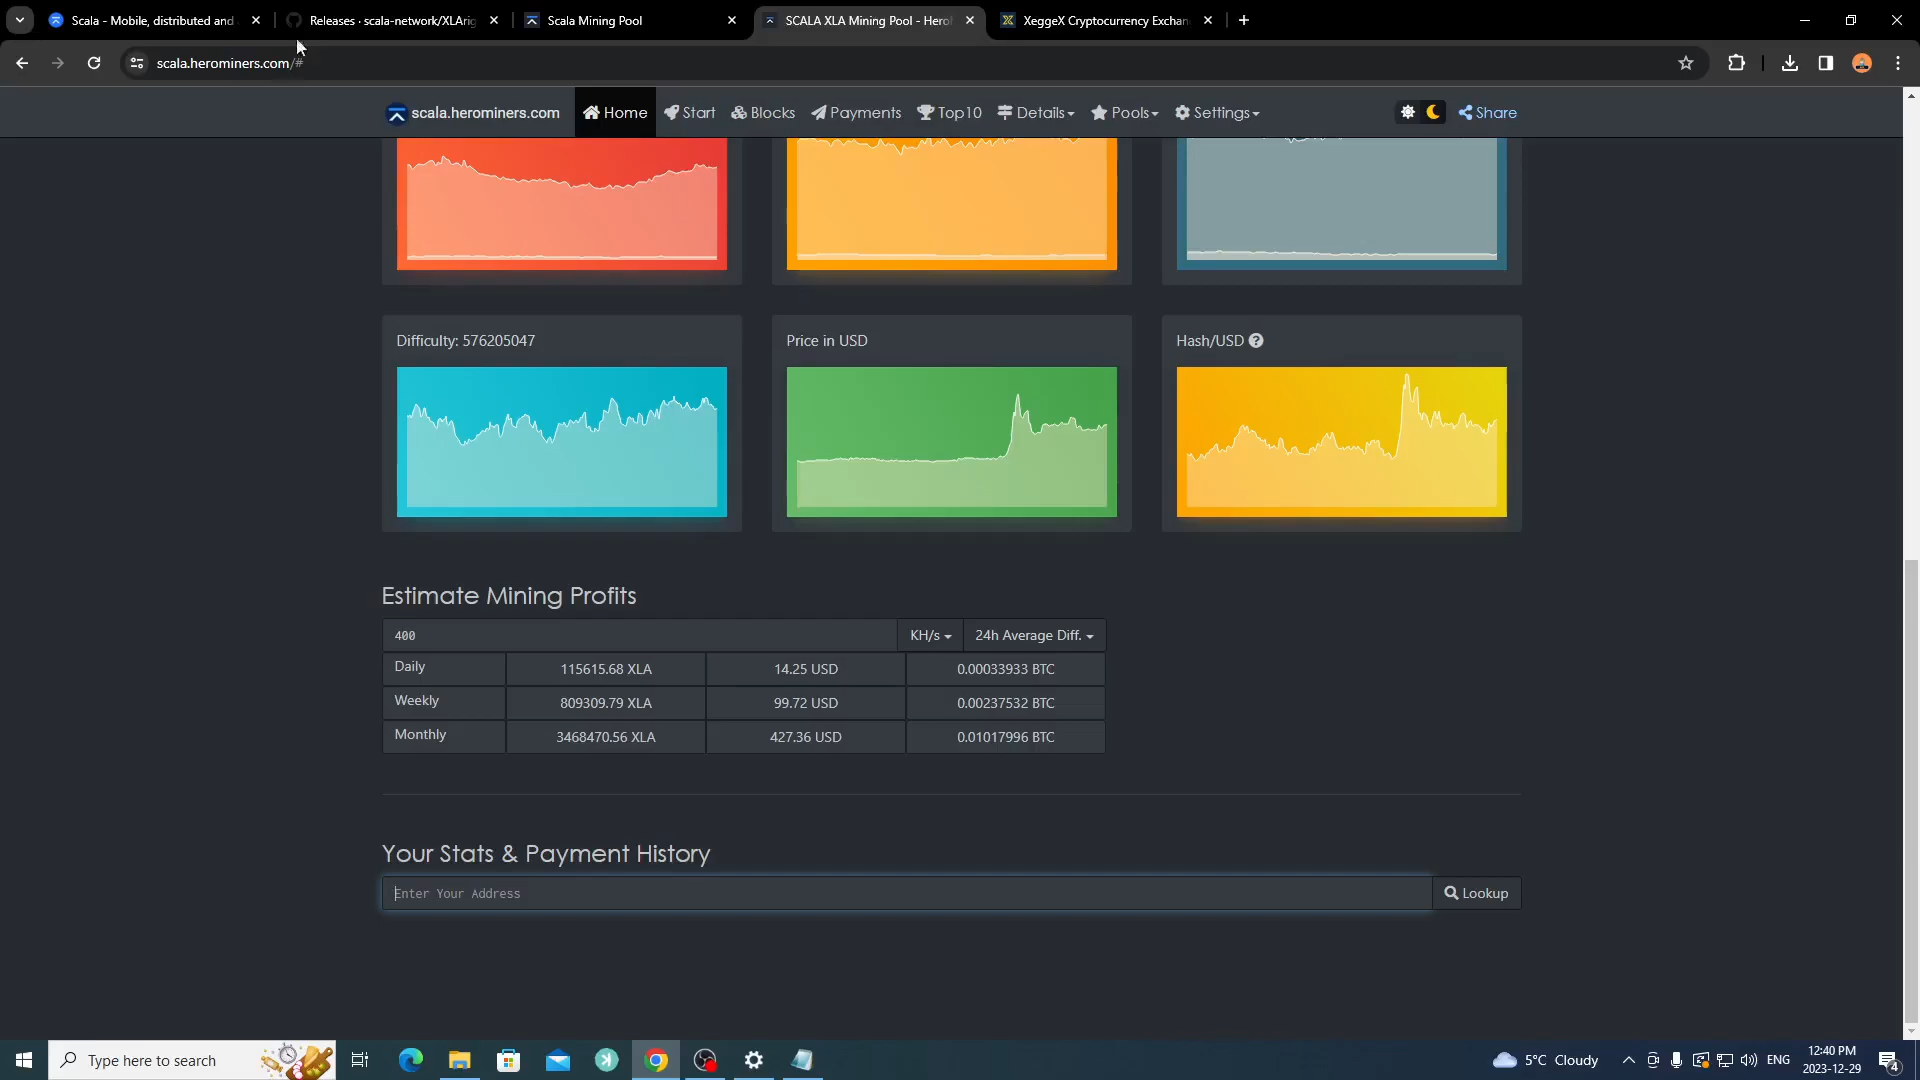 Scala - Mobile, distributed and
Releases · scala-network/XLArig
Scala Mining Pool
SCALA XLA Mining Pool - HeroM
XeggeX Cryptocurrency Exchan
scala.herominers.com/#
scala.herominers.com
Home
Start
Blocks
Payments
Top10
Details
Pools
Settings
Share
Difficulty: 576205047
Price in USD
Hash/USD
Estimate Mining Profits
400
KH/s
24h Average Diff.
Daily 115615.68 XLA 14.25 USD 0.00033933 BTC
Weekly 809309.79 XLA 99.72 USD 0.00237532 BTC
Monthly 3468470.56 XLA 427.36 USD 0.01017996 BTC
Your Stats & Payment History
Enter Your Address
Lookup
Type here to search
5°C Cloudy
ENG
12:40 PM
2023-12-29
4